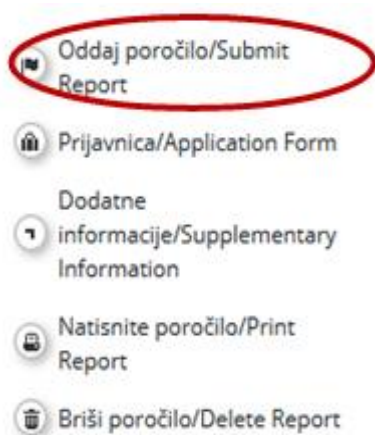 Oddaj poročilo/Submit
Report
Prijavnica/Application Form
Dodatne
informacije/Supplementary
Information
Natisnite poročilo/Print
Report
Briši poročilo/Delete Report